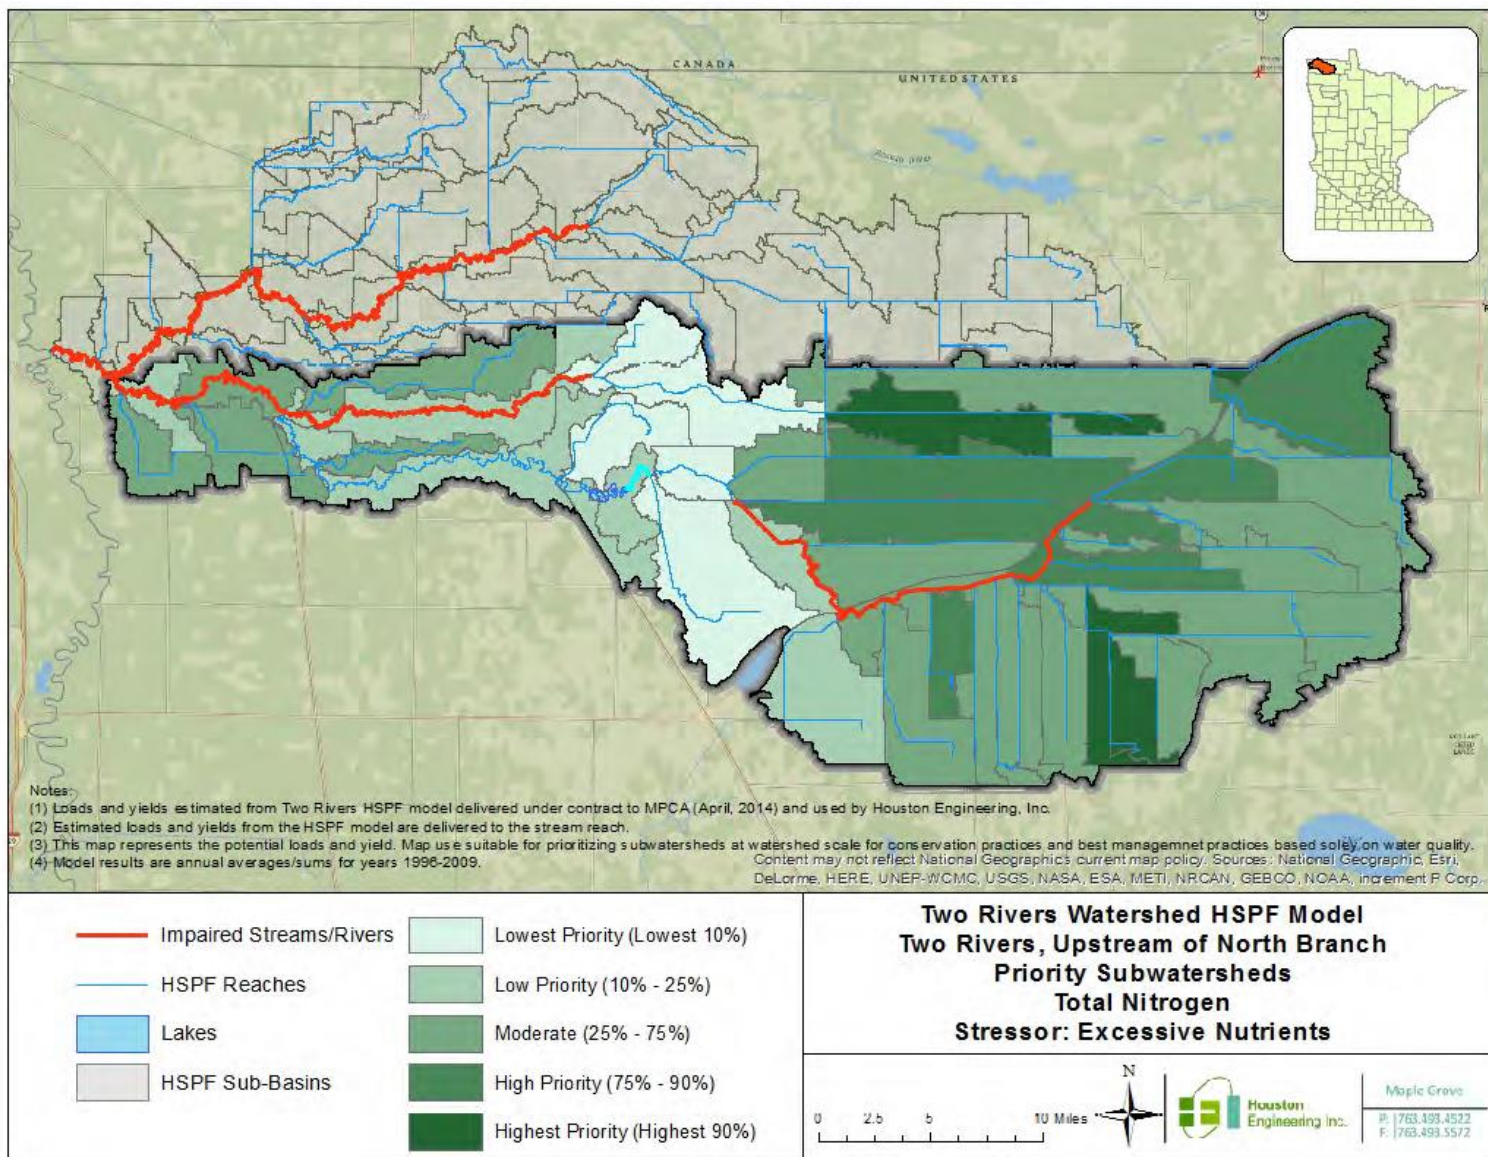 CANADA
UNITED STATES
Notes:
(1) Loads and yields estimated from Two Rivers HSPF model delivered under contract to MPCA (April, 2014) and used by Houston Engineering, Inc.
(2) Estimated loads and yields from the HSPF model are delivered to the stream reach.
(3) This map represents the potential loads and yield. Map use suitable for prioritizing subwatersheds at watershed scale for conservation practices and best managemnet practices based soley on water quality.
(4) Model results are annual averages/sums for years 1996-2009.
Content may not reflect National Geographic's current map policy. Sources: National Geographic, Esri,
DeLorme, HERE, UNEP-WCMC, USGS, NASA, ESA, METI, NRCAN, GEBCO, NOAA, increment P Corp.
Impaired Streams/Rivers
HSPF Reaches
Lakes
HSPF Sub-Basins
Lowest Priority (Lowest 10%)
Low Priority (10% - 25%)
Moderate (25% - 75%)
High Priority (75% - 90%)
Highest Priority (Highest 90%)
Two Rivers Watershed HSPF Model
Two Rivers, Upstream of North Branch
Priority Subwatersheds
Total Nitrogen
Stressor: Excessive Nutrients
0 2.5 5 10 Miles
N
Houston
Engineering Inc.
Maple Grove
P: 763.493.4522
F: 763.493.5572